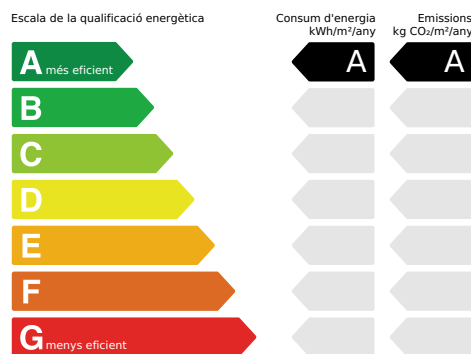 Escala de la qualificació energètica
Consum d'energia
kWh/m²/any
Emissions
kg CO₂/m²/any
A més eficient
A
A
B
C
D
E
F
G menys eficient